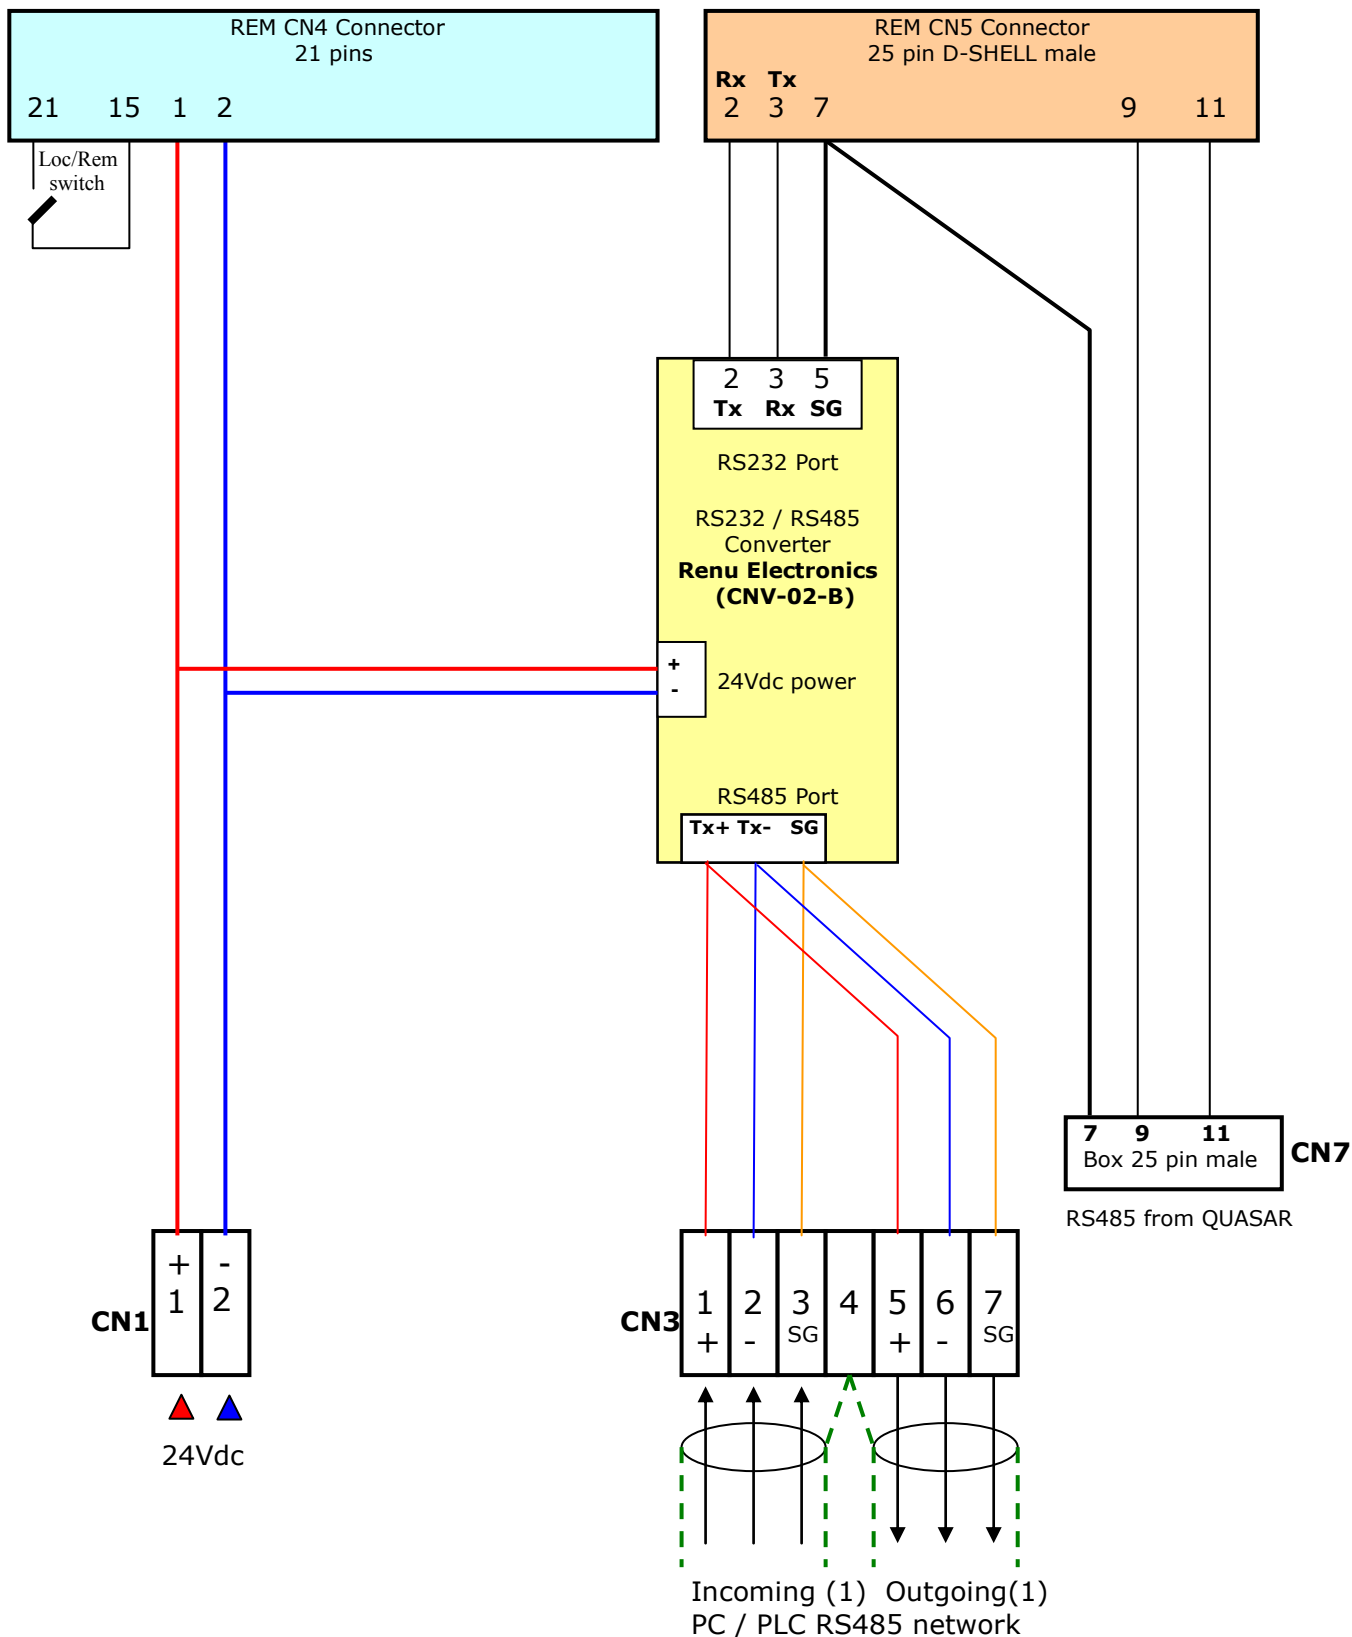 REM CN4 Connector
21 pins
21 15 1 2
Loc/Rem
switch
REM CN5 Connector
25 pin D-SHELL male
Rx Tx
2 3 7 9 11
2 3 5
Tx Rx SG
RS232 Port
RS232 / RS485
Converter
Renu Electronics
(CNV-02-B)
+
-
24Vdc power
RS485 Port
Tx+ Tx- SG
7 9 11
Box 25 pin male
CN7
RS485 from QUASAR
+ -
1 2
CN1
24Vdc
CN3
1 2 3 4 5 6 7
+ - SG + - SG
Incoming (1) Outgoing(1)
PC / PLC RS485 network